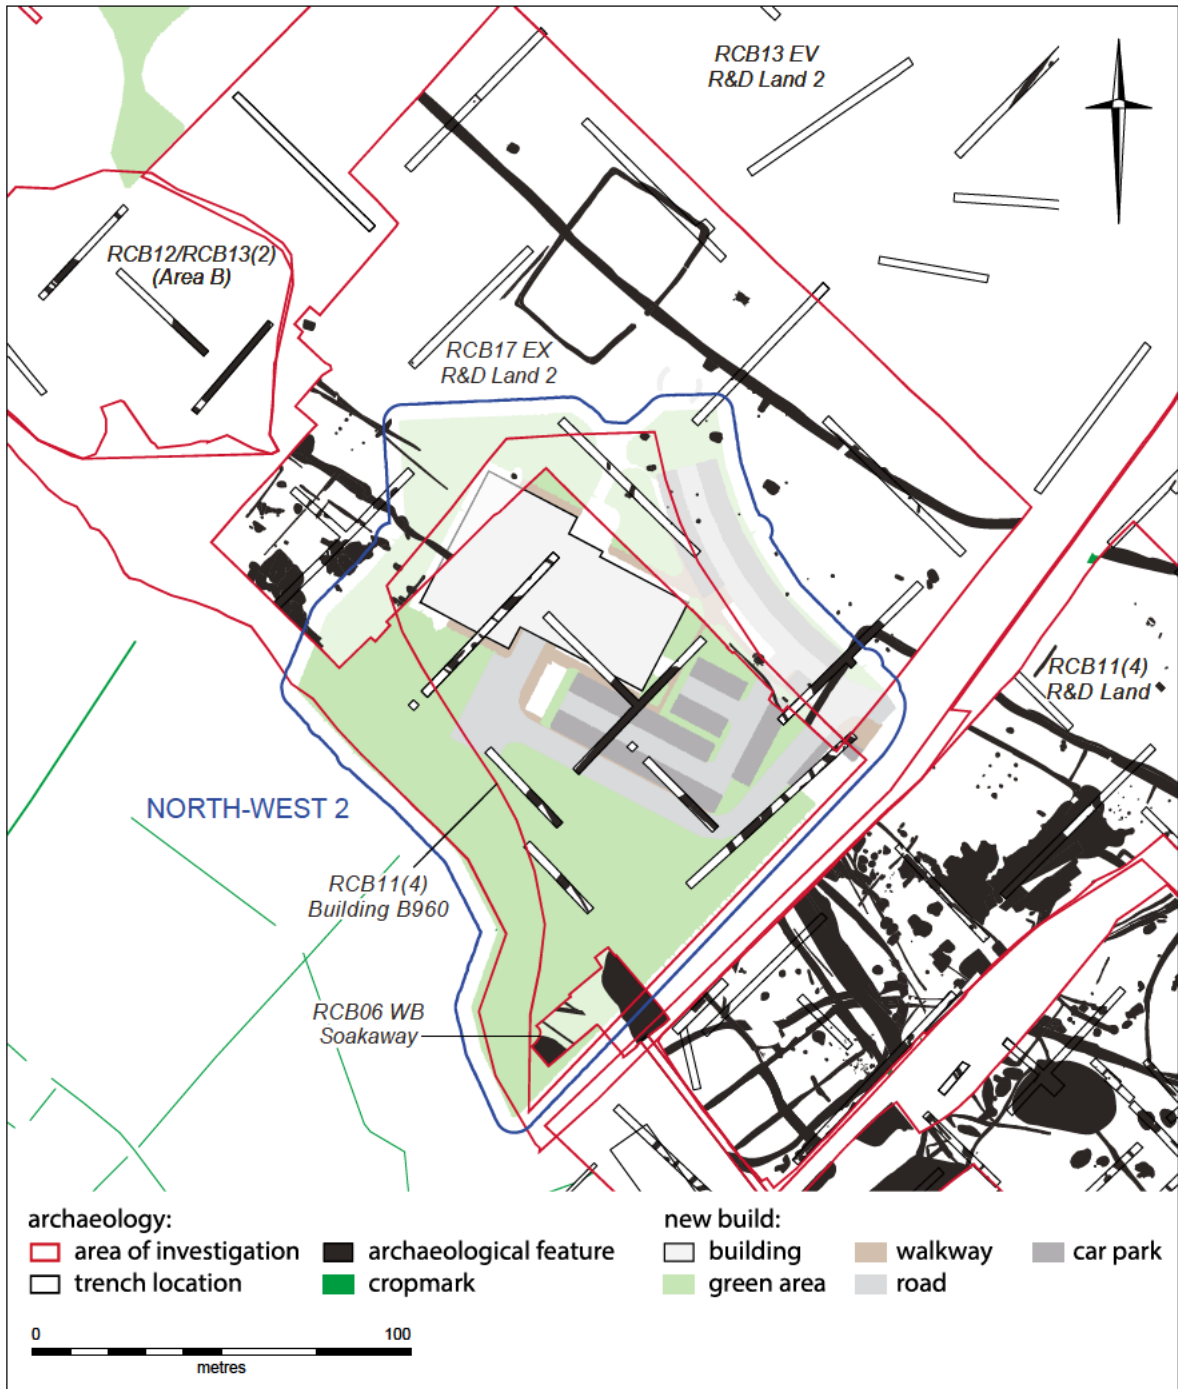 RCB13 EV
R&D Land 2
RCB12/RCB13(2)
(Area B)
RCB17 EX
R&D Land 2
RCB11(4)
R&D Land
NORTH-WEST 2
RCB11(4)
Building B960
RCB06 WB
Soakaway
archaeology:
area of investigation
archaeological feature
trench location
cropmark
new build:
building
walkway
car park
green area
road
0 100
metres